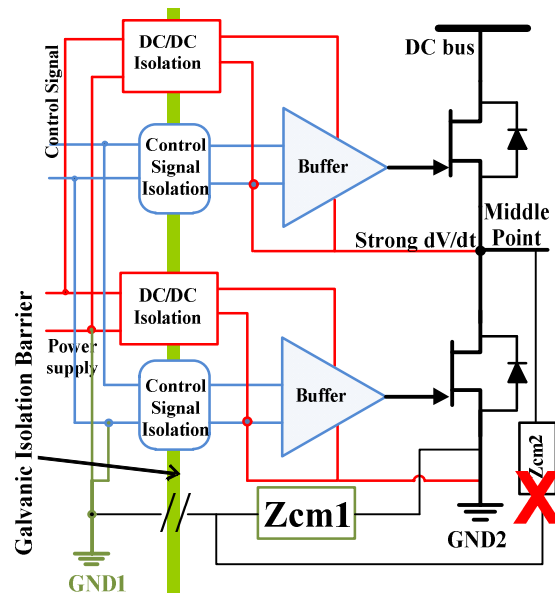 DC/DC
Isolation
DC bus
Control Signal
Control
Signal
Isolation
Buffer
Middle
Point
Strong dV/dt
DC/DC
Isolation
Power
supply
Control
Signal
Isolation
Buffer
Galvanic Isolation Barrier
Zcm2
X
Zcm1
GND2
GND1